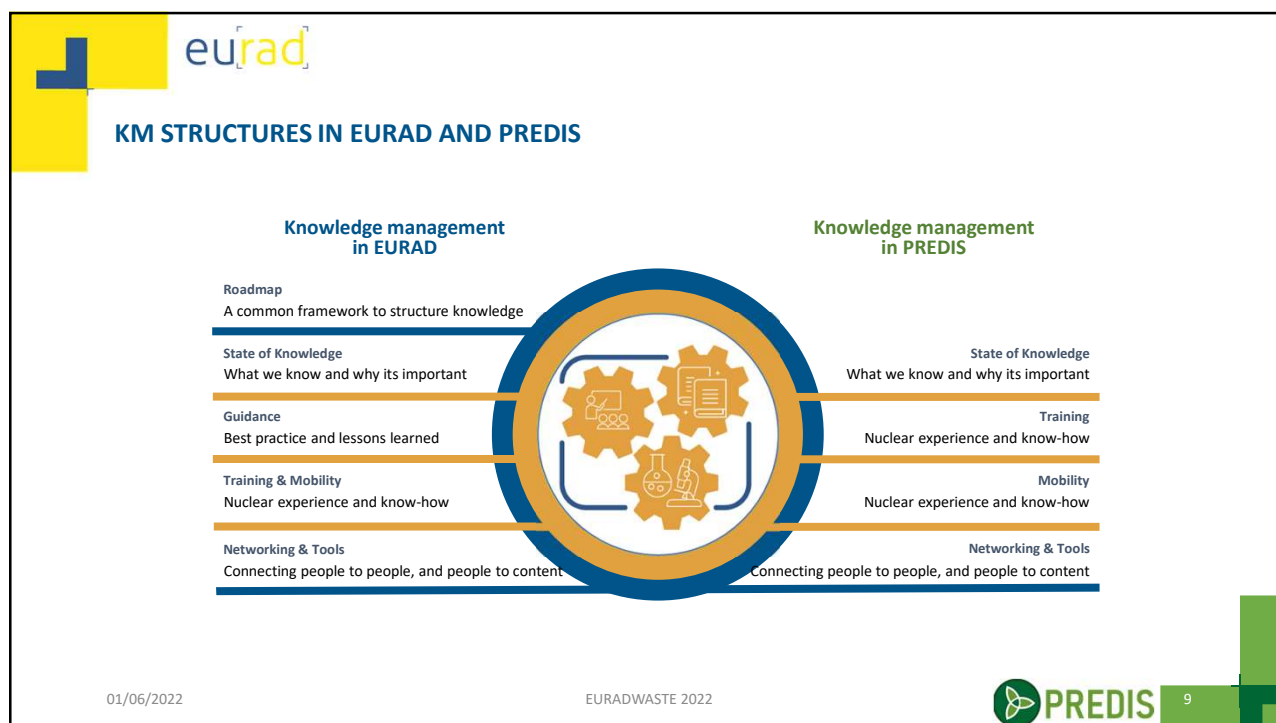 eurad
KM STRUCTURES IN EURAD AND PREDIS
Knowledge management
in EURAD
Roadmap
A common framework to structure knowledge
State of Knowledge
What we know and why its important
Guidance
Best practice and lessons learned
Training & Mobility
Nuclear experience and know-how
Networking & Tools
Connecting people to people, and people to content
Knowledge management
in PREDIS
State of Knowledge
What we know and why its important
Training
Nuclear experience and know-how
Mobility
Nuclear experience and know-how
Networking & Tools
Connecting people to people, and people to content
01/06/2022
EURADWASTE 2022
PREDIS
9